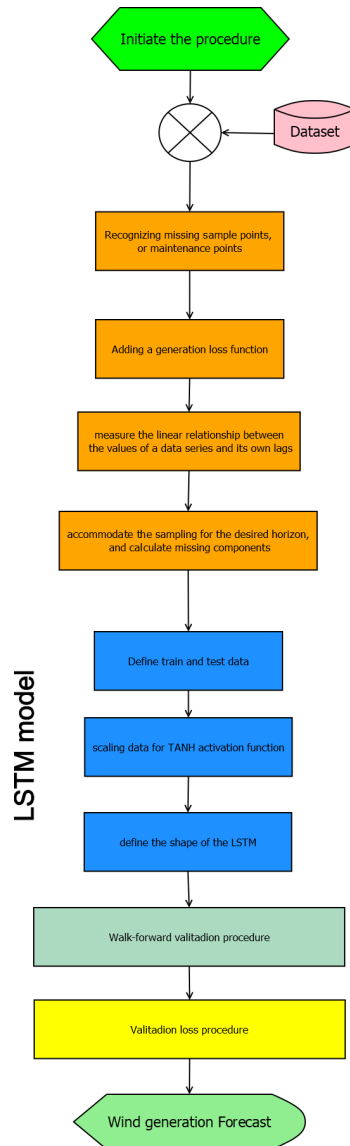 Initiate the procedure
Dataset
Recognizing missing sample points,
or maintenance points
Adding a generation loss function
measure the linear relationship between
the values of a data series and its own lags
accommodate the sampling for the desired horizon,
and calculate missing components
LSTM model
Define train and test data
scaling data for TANH activation function
define the shape of the LSTM
Walk-forward valitadion procedure
Valitadion loss procedure
Wind generation Forecast